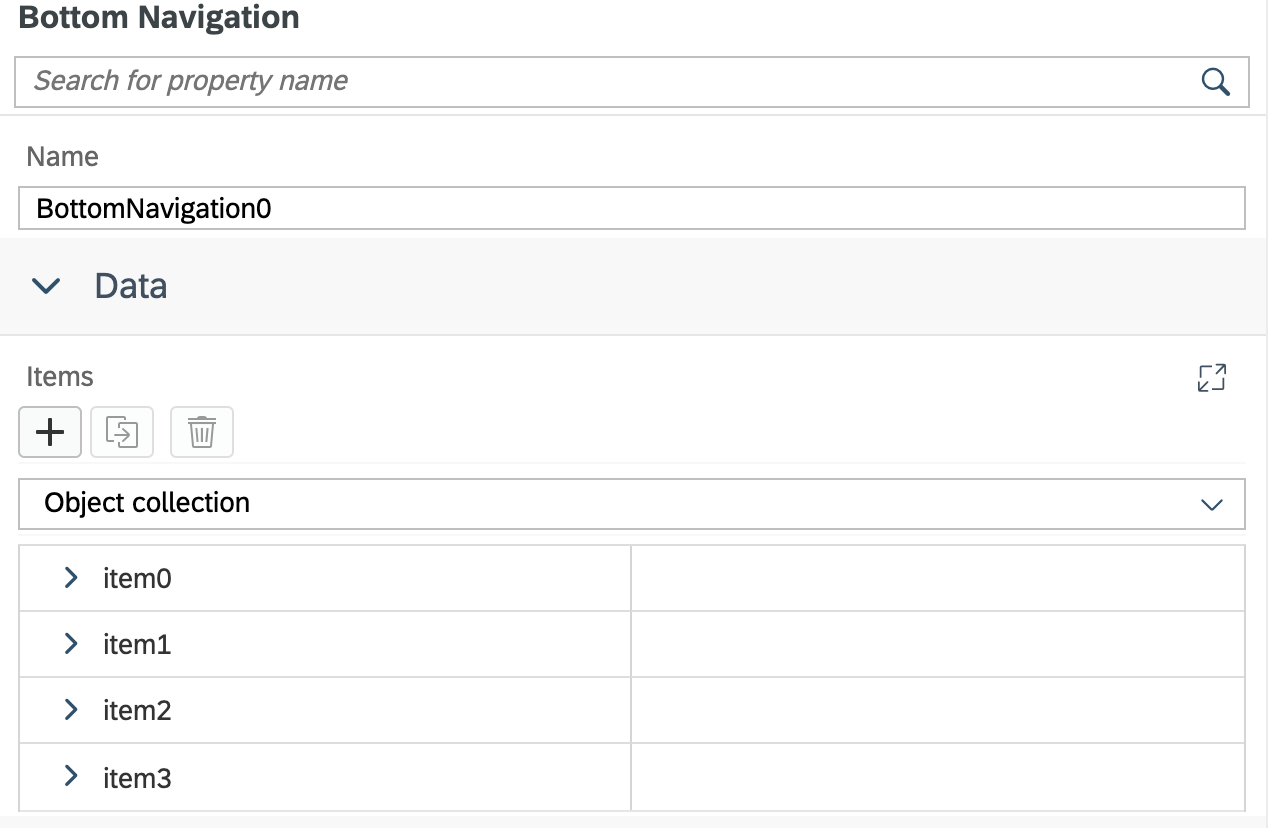 Bottom Navigation
Search for property name
Name
BottomNavigation0
Data
Items
Object collection
item0
item1
item2
item3